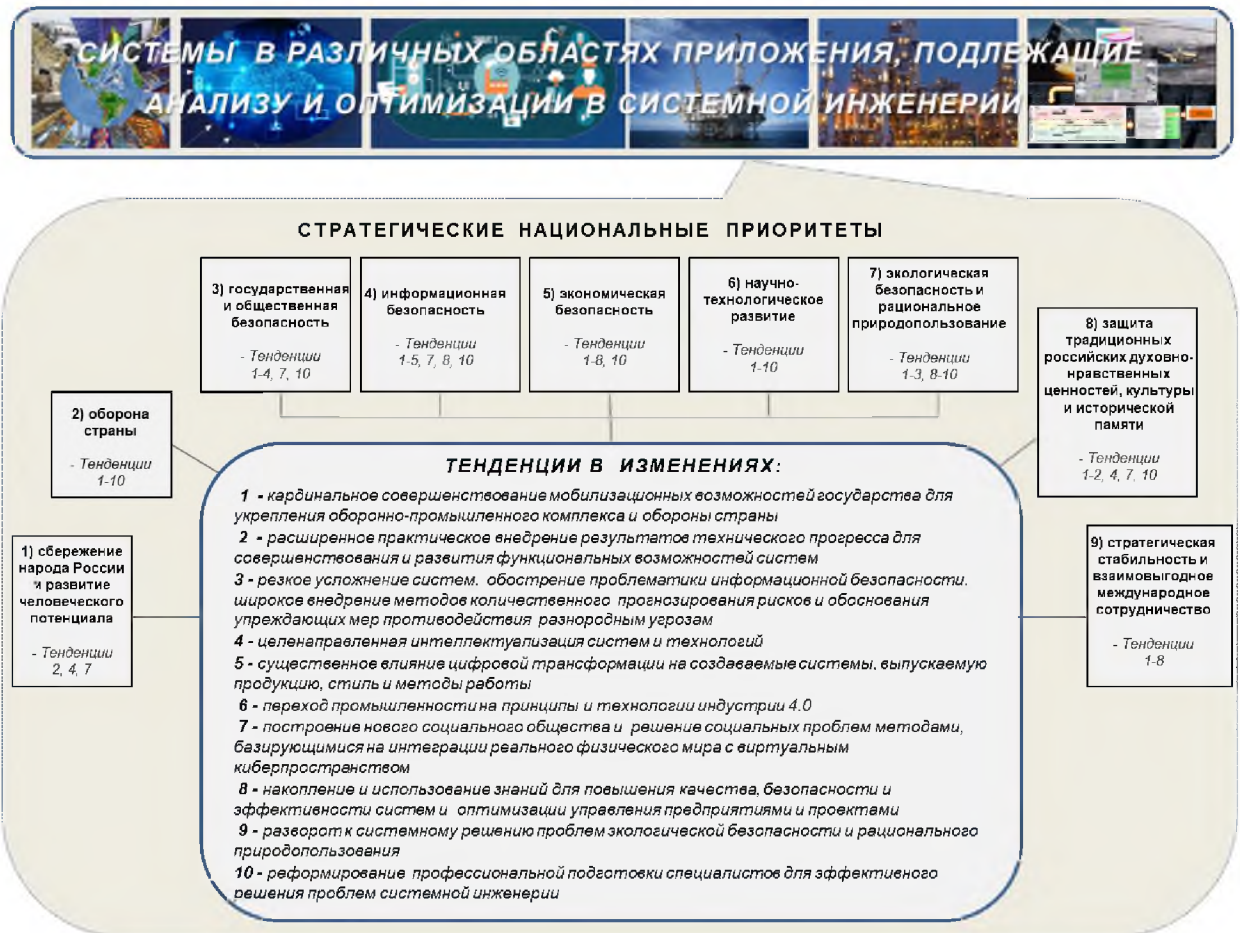 СИСТЕМЫ В РАЗЛИЧНЫХ ОБЛАСТЯХ ПРИЛОЖЕНИЯ, ПОДЛЕЖАЩИЕ
АНАЛИЗУ И ОПТИМИЗАЦИИ В СИСТЕМНОЙ ИНЖЕНЕРИИ
СТРАТЕГИЧЕСКИЕ НАЦИОНАЛЬНЫЕ ПРИОРИТЕТЫ
1) сбережение
народа России
и развитие
человеческого
потенциала
- Тенденции
2, 4, 7
2) оборона
страны
- Тенденции
1-10
3) государственная
и общественная
безопасность
- Тенденции
1-4, 7, 10
4) информационная
безопасность
- Тенденции
1-5, 7, 8, 10
5) экономическая
безопасность
- Тенденции
1-8, 10
6) научно-
технологическое
развитие
- Тенденции
1-10
7) экологическая
безопасность и
рациональное
природопользование
- Тенденции
1-3, 8-10
8) защита
традиционных
российских духовно-
нравственных
ценностей, культуры
и исторической
памяти
- Тенденции
1-2, 4, 7, 10
9) стратегическая
стабильность и
взаимовыгодное
международное
сотрудничество
- Тенденции
1-8
ТЕНДЕНЦИИ В ИЗМЕНЕНИЯХ:
1 - кардинальное совершенствование мобилизационных возможностей государства для
укрепления оборонно-промышленного комплекса и обороны страны
2 - расширенное практическое внедрение результатов технического прогресса для
совершенствования и развития функциональных возможностей систем
3 - резкое усложнение систем, обострение проблематики информационной безопасности,
широкое внедрение методов количественного прогнозирования рисков и обоснования
упреждающих мер противодействия разнородным угрозам
4 - целенаправленная интеллектуализация систем и технологий
5 - существенное влияние цифровой трансформации на создаваемые системы, выпускаемую
продукцию, стиль и методы работы
6 - переход промышленности на принципы и технологии индустрии 4.0
7 - построение нового социального общества и решение социальных проблем методами,
базирующимися на интеграции реального физического мира с виртуальным
киберпространством
8 - накопление и использование знаний для повышения качества, безопасности и
эффективности систем и оптимизации управления предприятиями и проектами
9 - разворот к системному решению проблем экологической безопасности и рационального
природопользования
10 - реформирование профессиональной подготовки специалистов для эффективного
решения проблем системной инженерии